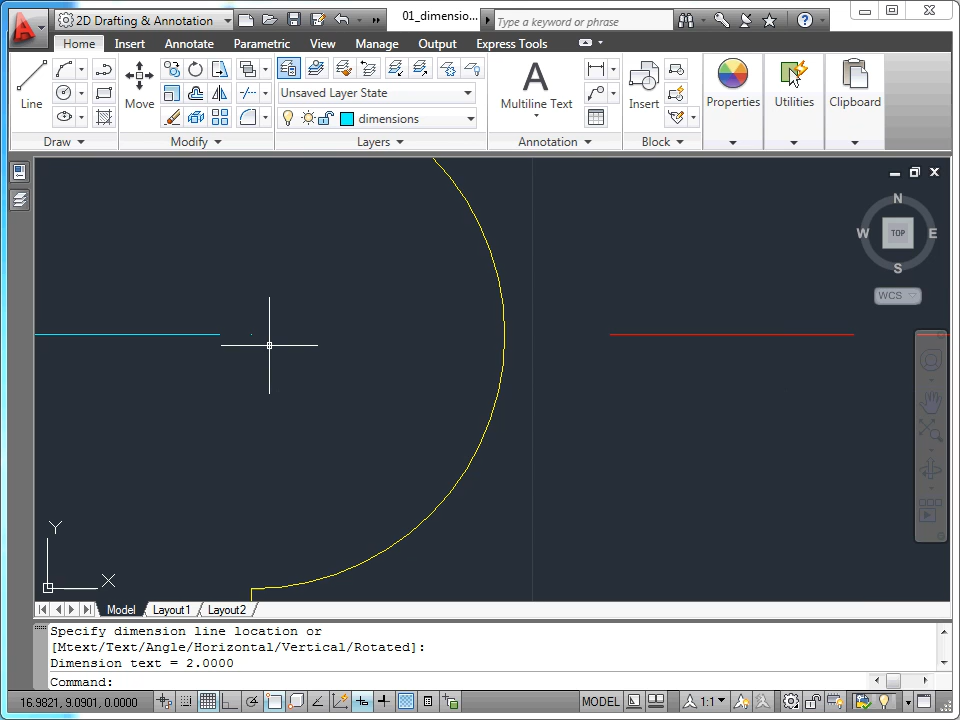 2D Drafting & Annotation
01_dimensio...
Type a keyword or phrase
Home Insert Annotate Parametric View Manage Output Express Tools
Line
Move
Unsaved Layer State
dimensions
Multiline Text
Insert
Properties
Utilities
Clipboard
Draw
Modify
Layers
Annotation
Block
N
W TOP E
S
WCS
Y
X
Model Layout1 Layout2
Specify dimension line location or
[Mtext/Text/Angle/Horizontal/Vertical/Rotated]:
Dimension text = 2.0000
Command:
16.9821, 9.0901, 0.0000
MODEL
1:1